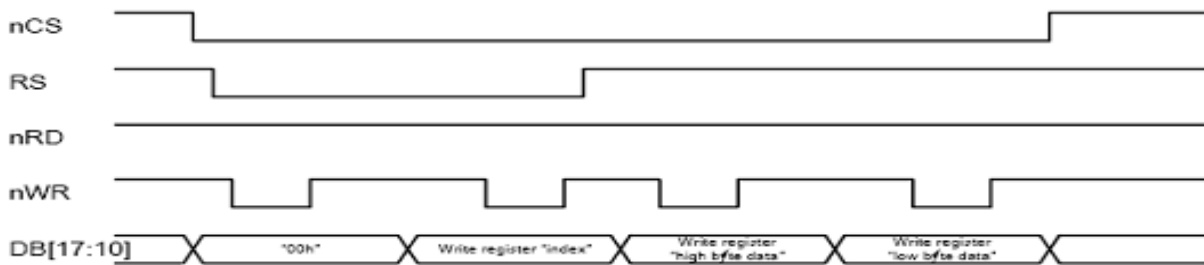 nCS
RS
nRD
nWR
DB[17:10]
"00h"
Write register "index"
Write register
"high byte data"
Write register
"low byte data"